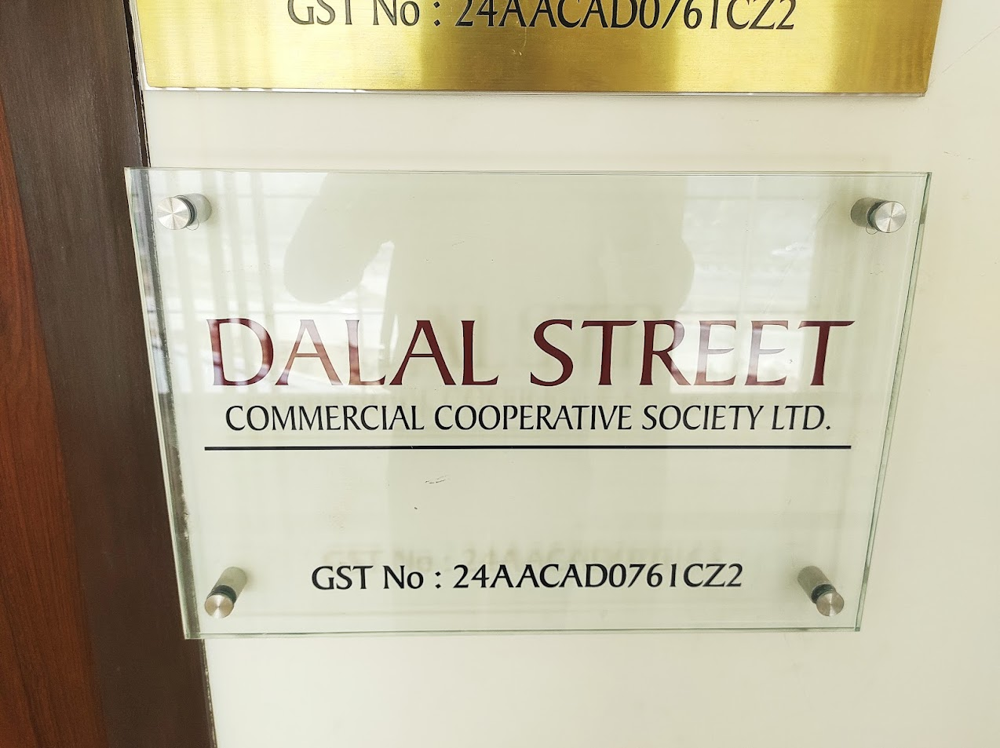 GST No : 24AACAD0761CZ2
DALAL STREET
COMMERCIAL COOPERATIVE SOCIETY LTD.
GST No : 24AACAD0761CZ2